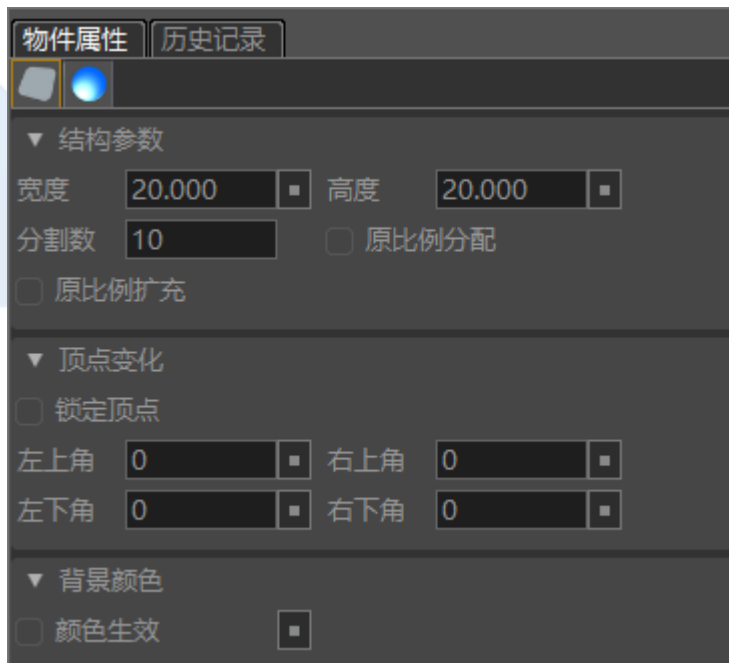 物件属性 历史记录
结构参数
宽度 20.000 高度 20.000
分割数 10 原比例分配
原比例扩充
顶点变化
锁定顶点
左上角 0 右上角 0
左下角 0 右下角 0
背景颜色
颜色生效